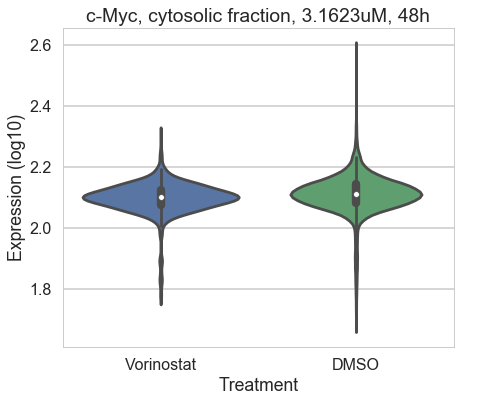 c-Myc, cytosolic fraction, 3.1623uM, 48h
Expression (log10)
2.6
2.4
2.2
2.0
1.8
Vorinostat DMSO
Treatment